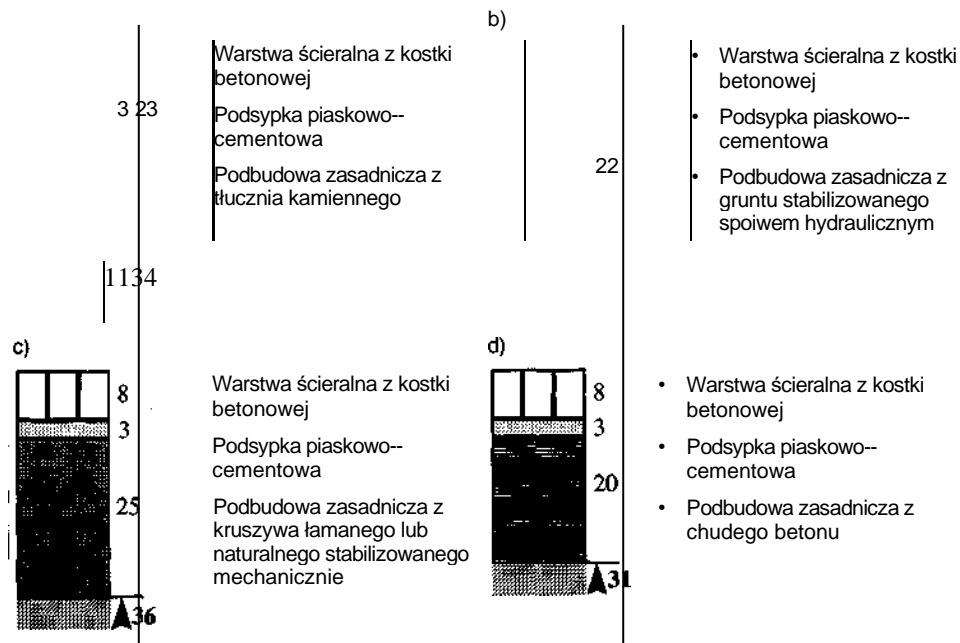 b)
Warstwa ścieralna z kostki
betonowej
3 23
Podsypka piaskowo--
cementowa
Podbudowa zasadnicza z
tłucznia kamiennego
1134
• Warstwa ścieralna z kostki
betonowej
• Podsypka piaskowo--
cementowa
22
• Podbudowa zasadnicza z
gruntu stabilizowanego
spoiwem hydraulicznym
c)
8
3
25
36
Warstwa ścieralna z kostki
betonowej
Podsypka piaskowo--
cementowa
Podbudowa zasadnicza z
kruszywa łamanego lub
naturalnego stabilizowanego
mechanicznie
d)
8
3
20
31
• Warstwa ścieralna z kostki
betonowej
• Podsypka piaskowo--
cementowa
• Podbudowa zasadnicza z
chudego betonu